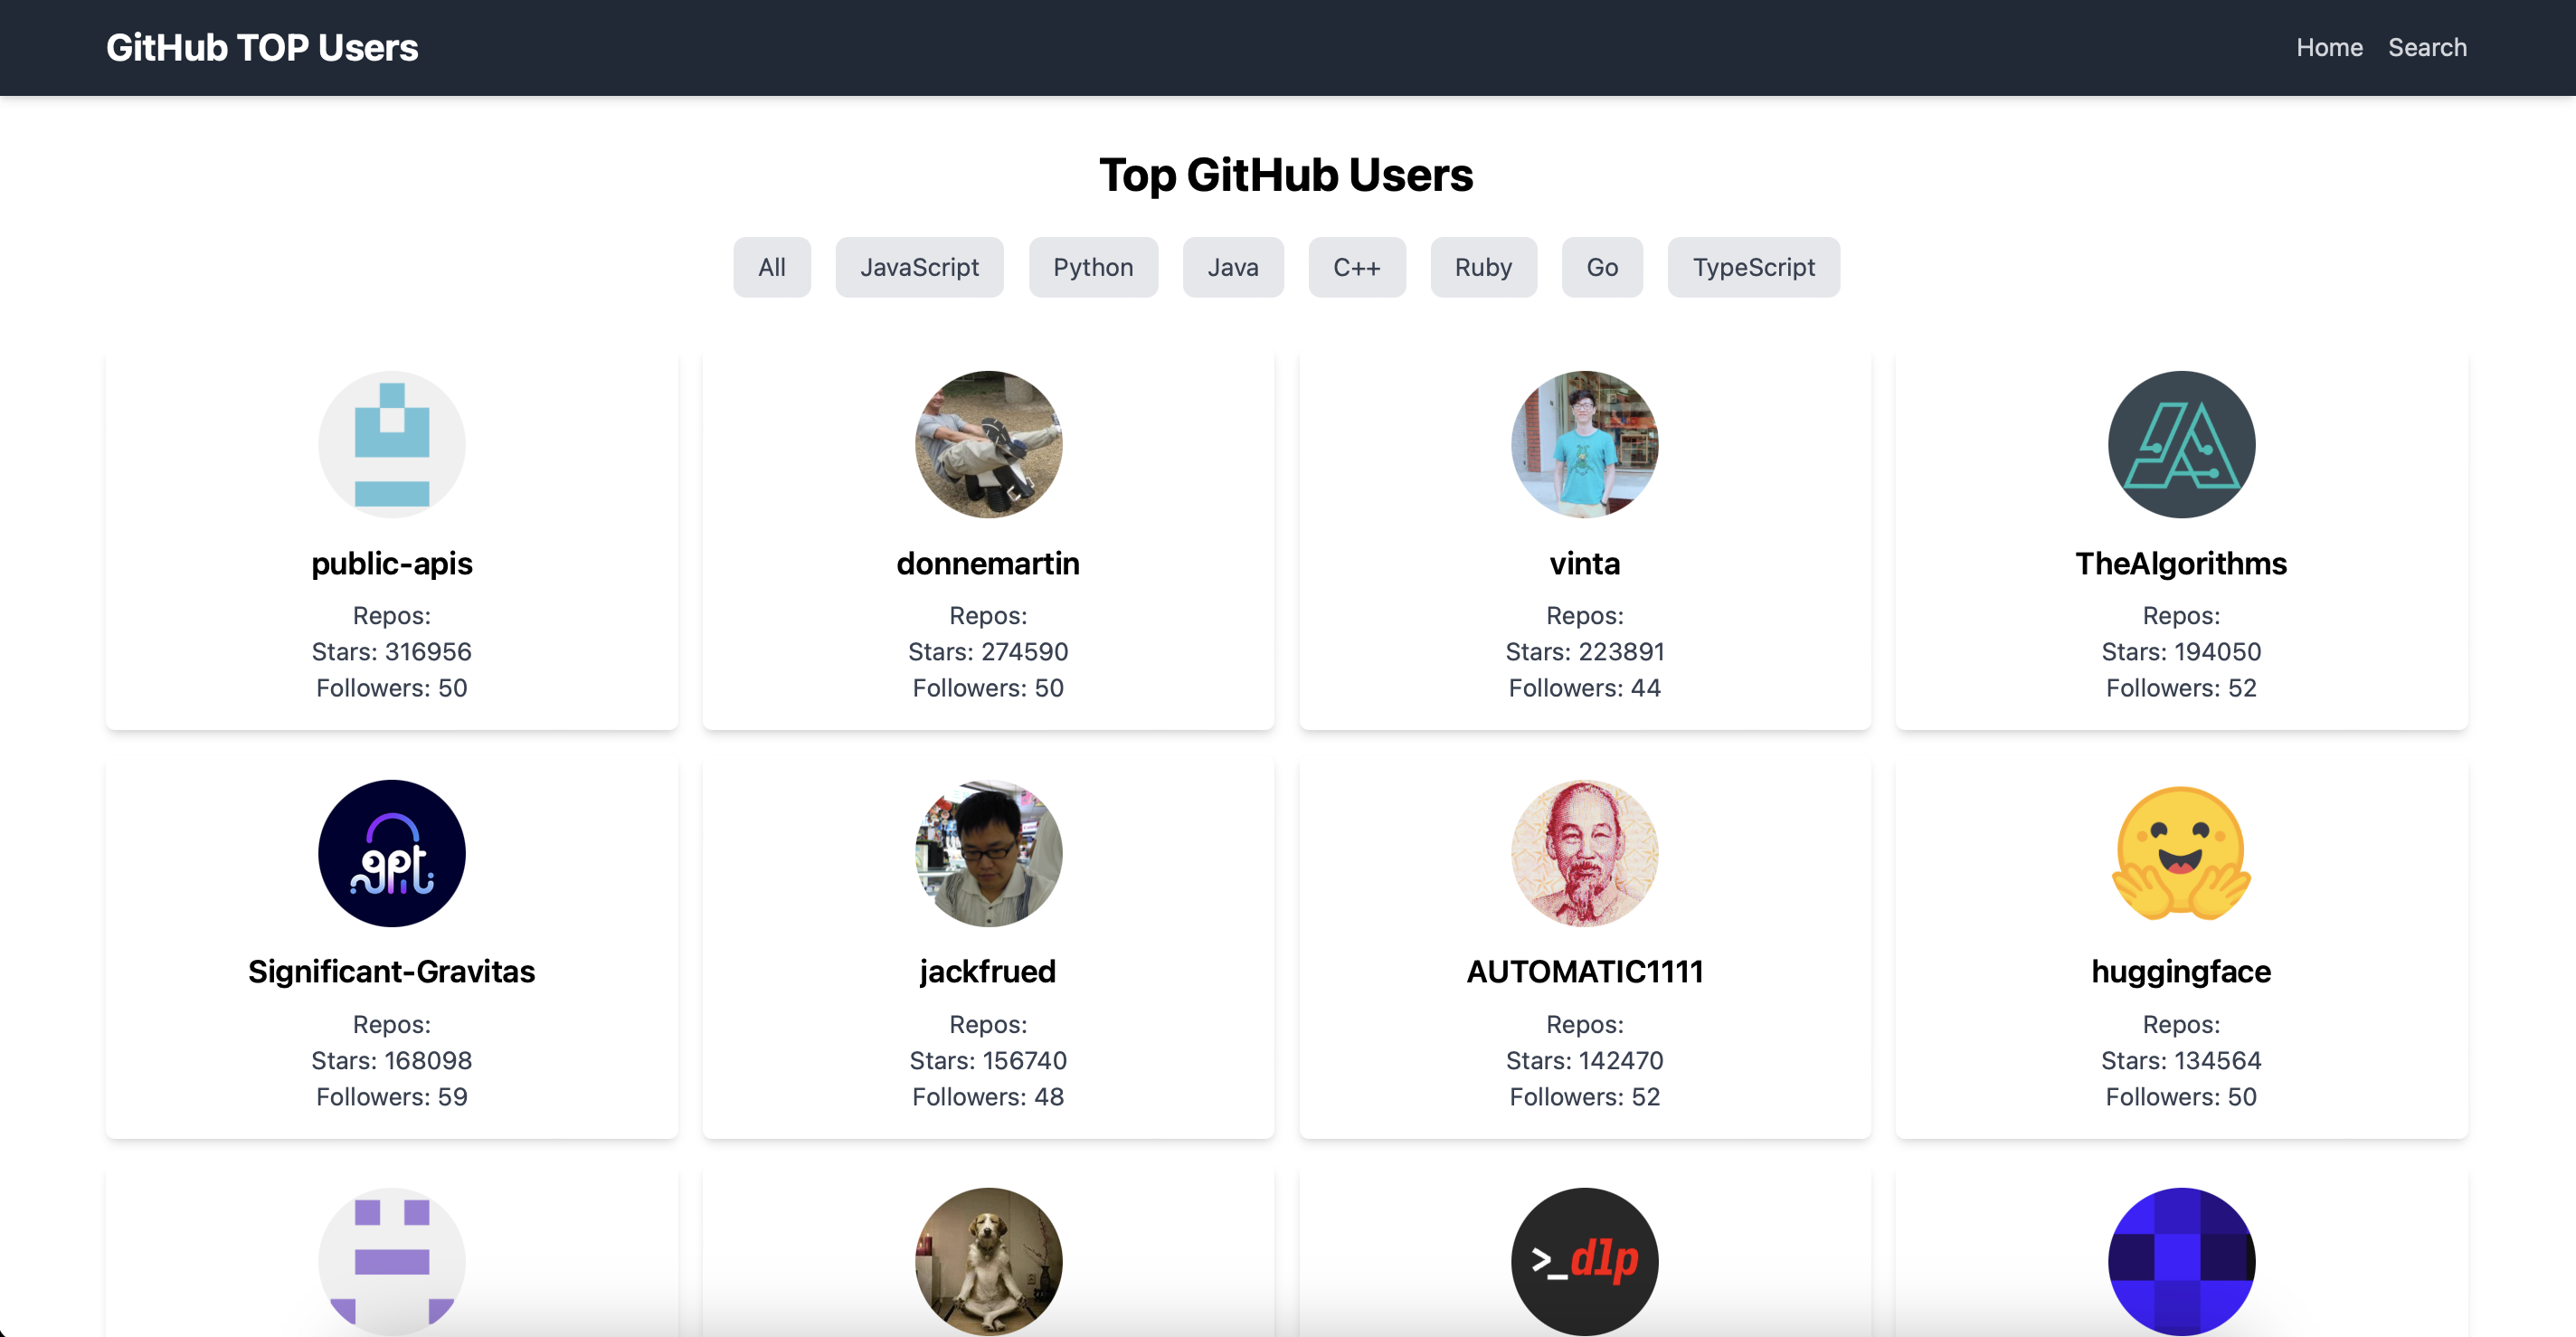 GitHub TOP Users
Home Search
Top GitHub Users
All JavaScript Python Java C++ Ruby Go TypeScript
public-apis
Repos:
Stars: 316956
Followers: 50
donnemartin
Repos:
Stars: 274590
Followers: 50
vinta
Repos:
Stars: 223891
Followers: 44
TheAlgorithms
Repos:
Stars: 194050
Followers: 52
gpt
Significant-Gravitas
Repos:
Stars: 168098
Followers: 59
jackfrued
Repos:
Stars: 156740
Followers: 48
AUTOMATIC1111
Repos:
Stars: 142470
Followers: 52
huggingface
Repos:
Stars: 134564
Followers: 50
>_dlp